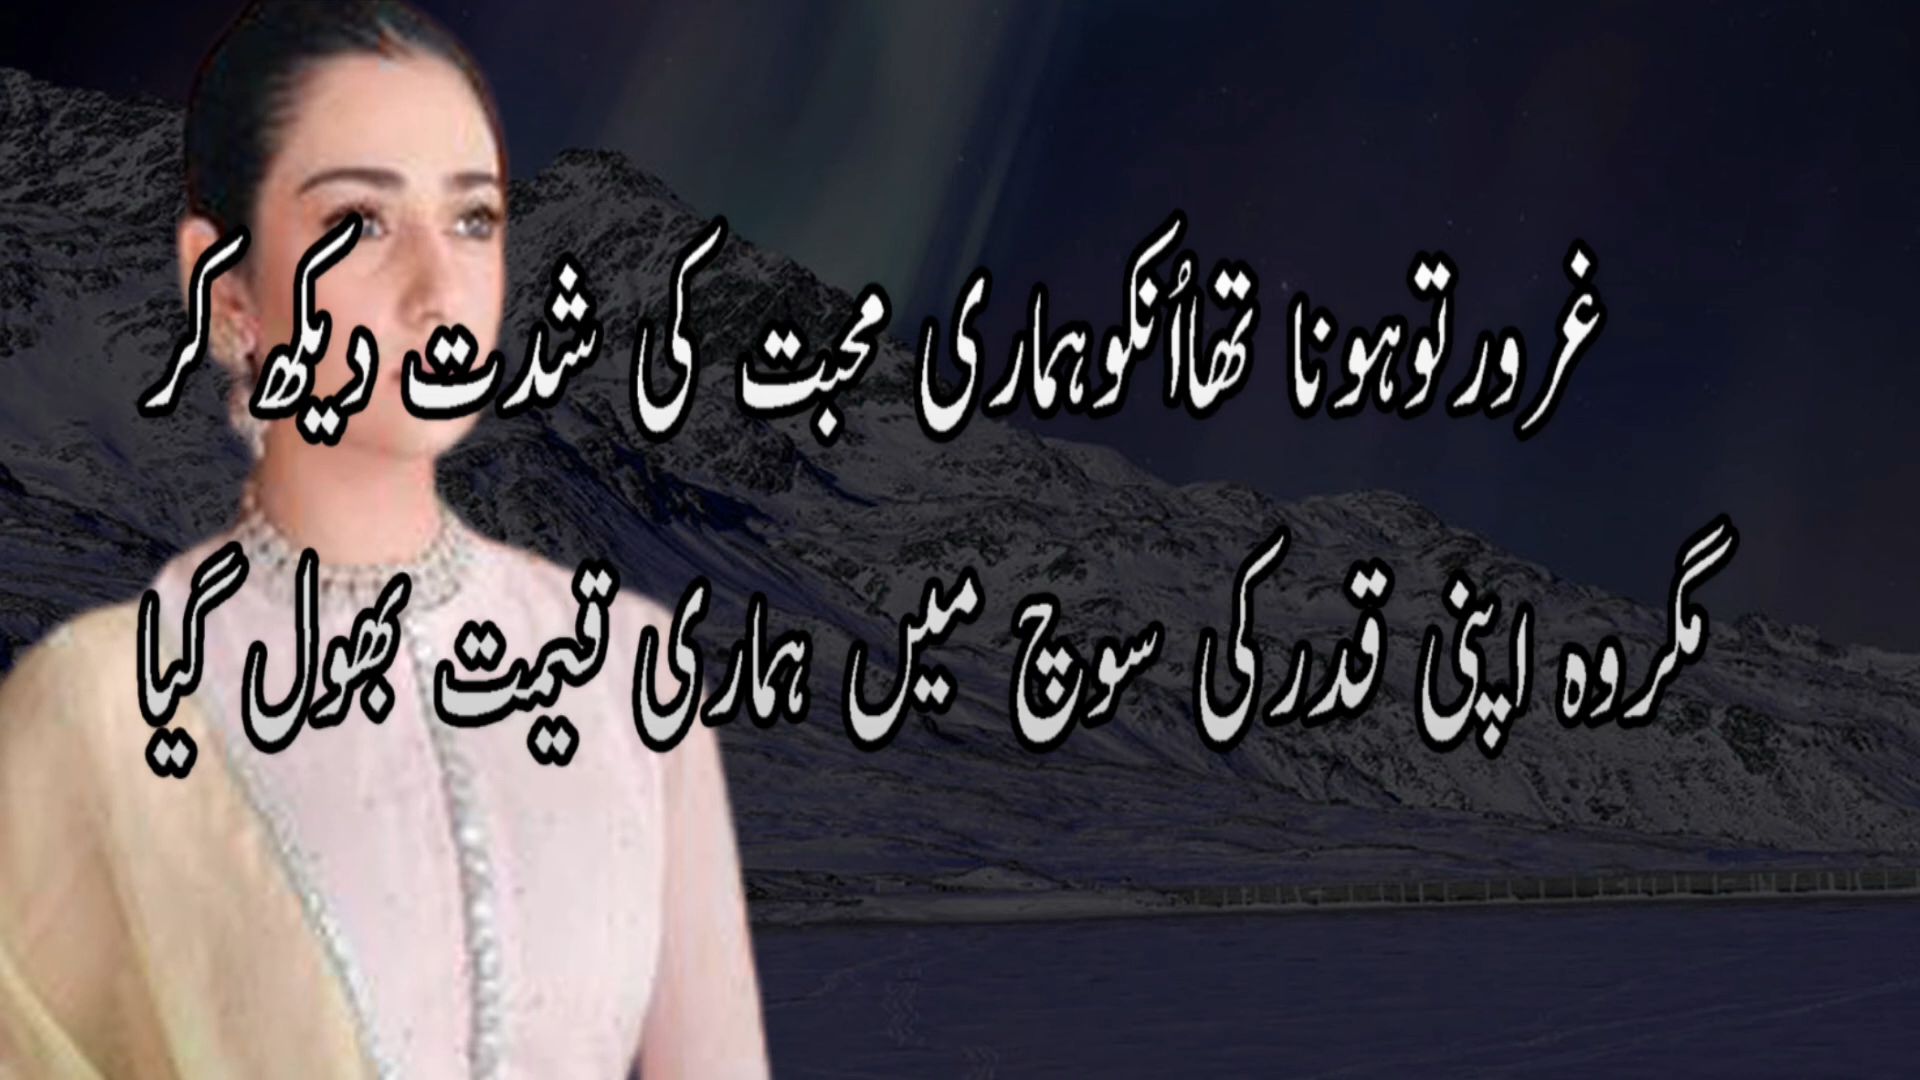 غرور تو ہونا تھا اُنکو ہماری محبت کی شدت دیکھ کر
مگر وہ اپنی قدر کی سوچ میں ہماری قیمت بھول گیا